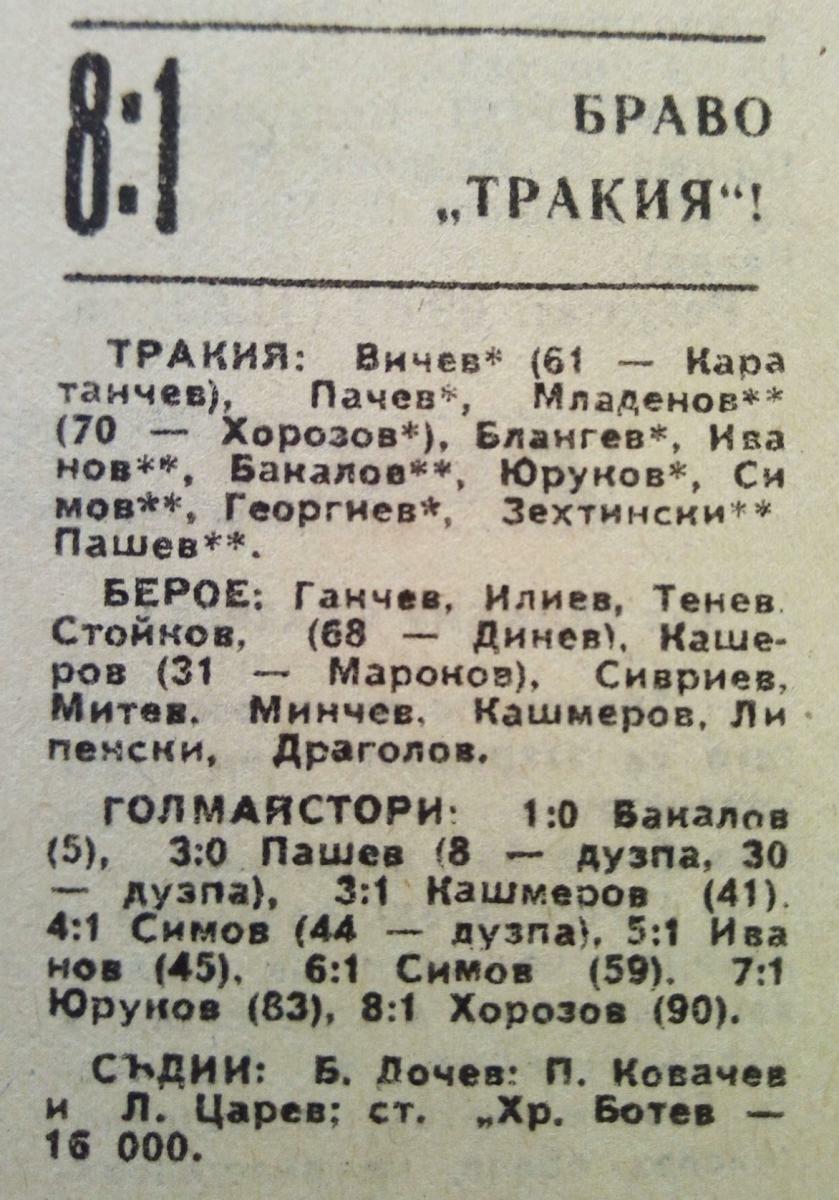 8:1
БРАВО
„ТРАКИЯ“!
ТРАКИЯ: Вичев* (61 — Кара
танчев), Пачев*, Младенов**
(70 — Хорозов*), Блангев*, Ива
нов**, Бакалов**, Юруков*, Си
мов**, Георгиев*, Зехтински**
Пашев**.
БЕРОЕ: Ганчев, Илиев, Тенев.
Стойков, (68 — Динев), Каше-
ров (31 — Мароков), Сивриев,
Митев. Минчев, Кашмеров, Ли
пенски, Драголов.
ГОЛМАЙСТОРИ: 1:0 Бакалов
(5), 3:0 Пашев (8 — дузпа, 30
— дузпа), 3:1 Кашмеров (41).
4:1 Симов (44 — дузпа), 5:1 Ива
нов (45), 6:1 Симов (59). 7:1
Юруков (83), 8:1 Хорозов (90).
СЪДИИ: Б. Дочев: П. Ковачев
и Л. Царев; ст. „Хр. Ботев —
16 000.